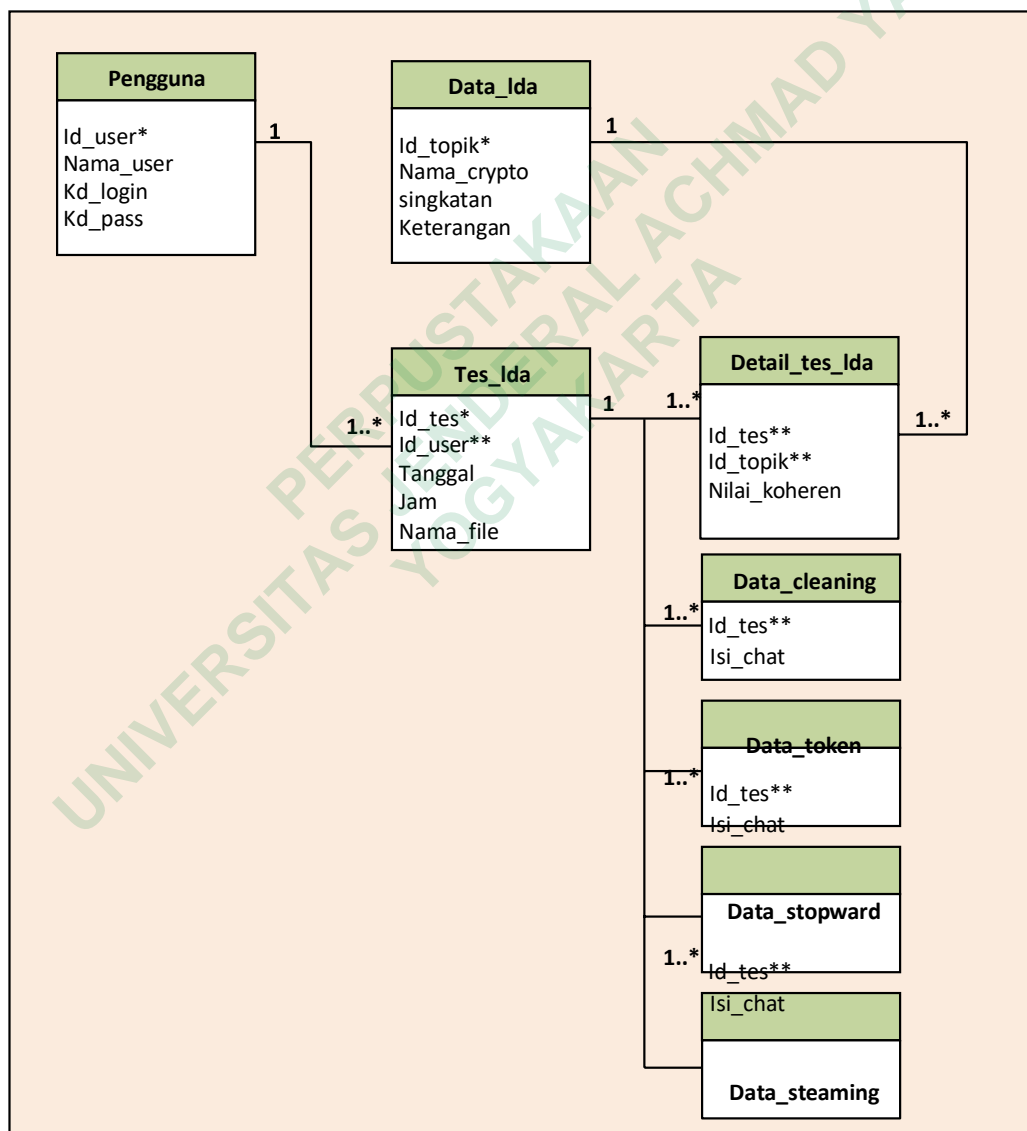 Pengguna
Id_user*
Nama_user
Kd_login
Kd_pass
1
Data_lda
Id_topik*
Nama_crypto
singkatan
Keterangan
1
Tes_lda
Id_tes*
Id_user**
Tanggal
Jam
Nama_file
1..*
1
Detail_tes_lda
Id_tes**
Id_topik**
Nilai_koheren
1..*
1..*
Data_cleaning
Id_tes**
Isi_chat
1..*
Data_token
Id_tes**
Isi_chat
1..*
Data_stopward
Id_tes**
Isi_chat
1..*
Data_steaming
PERPUSTAKAAN
UNIVERSITAS JENDERAL ACHMAD YA
YOGYAKARTA